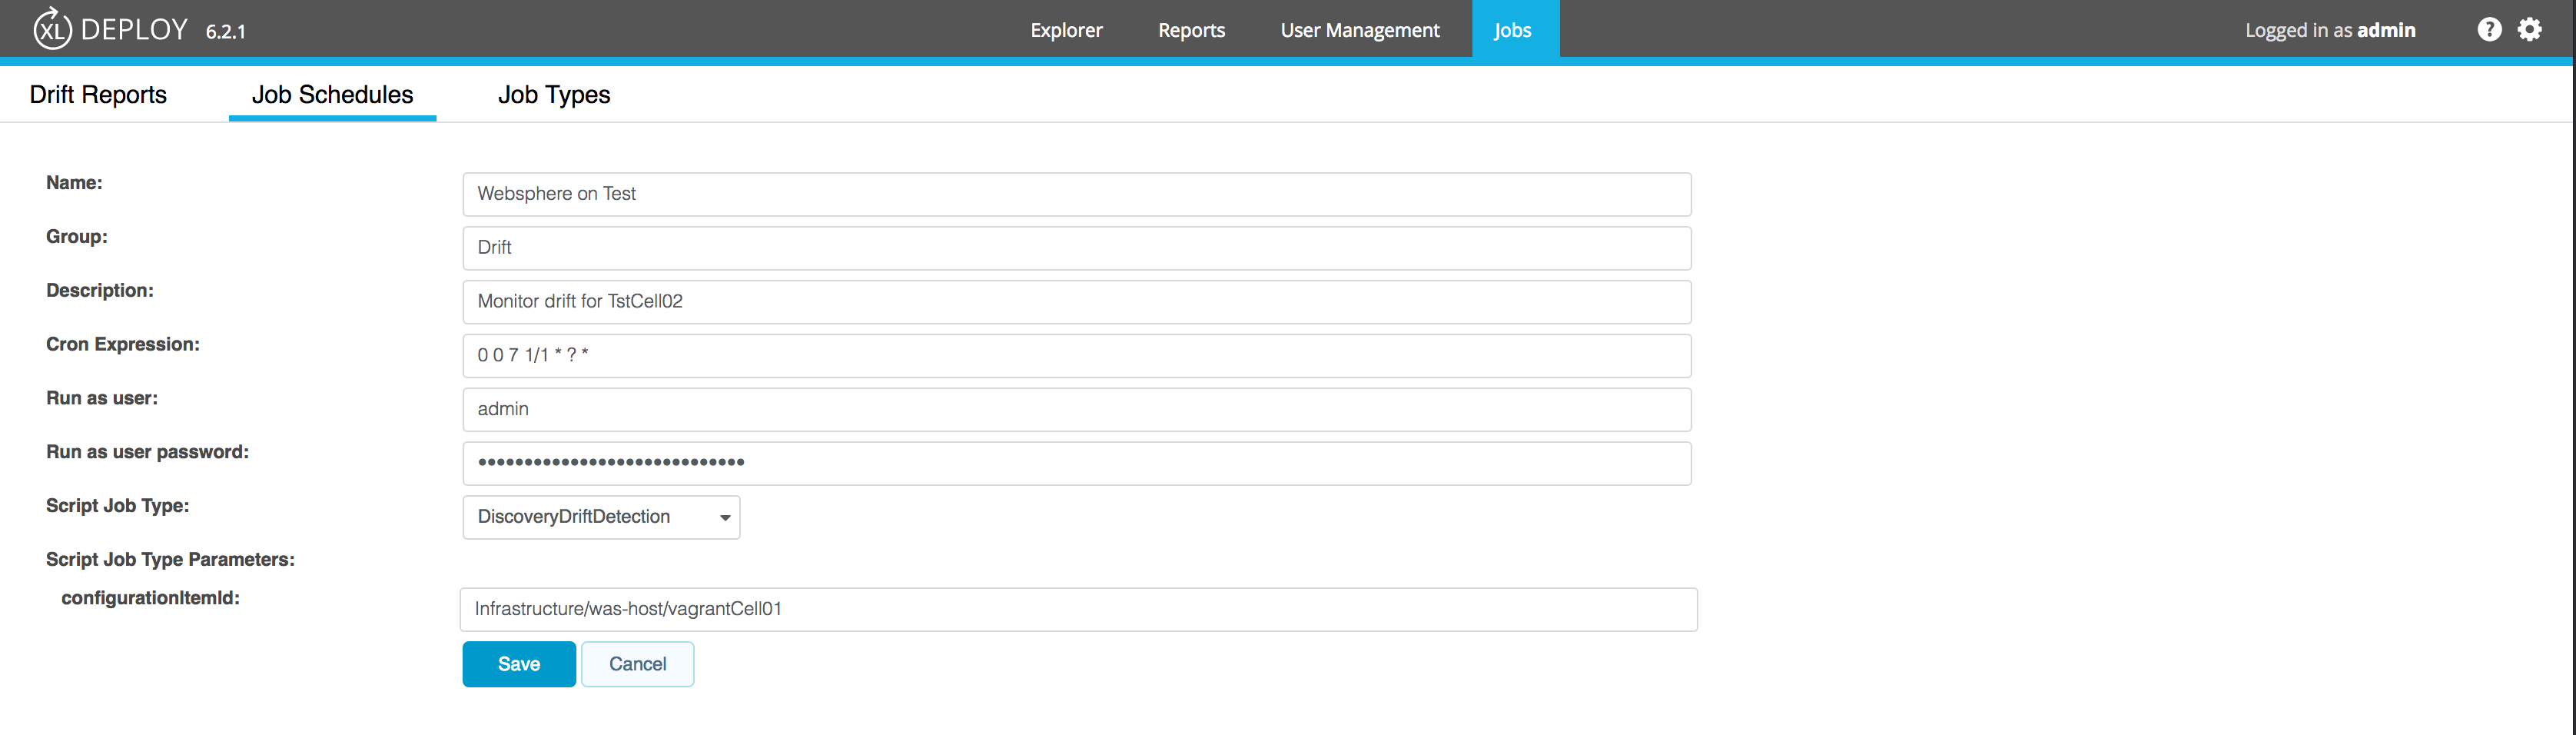 XL DEPLOY 6.2.1 Explorer Reports User Management Jobs Logged in as admin ?
Drift Reports Job Schedules Job Types
Name: Websphere on Test
Group: Drift
Description: Monitor drift for TstCell02
Cron Expression: 0 0 7 1/1 * ? *
Run as user: admin
Run as user password: •••••••••••••••••••••••••••••
Script Job Type: DiscoveryDriftDetection
Script Job Type Parameters:
configurationItemId: Infrastructure/was-host/vagrantCell01
Save Cancel